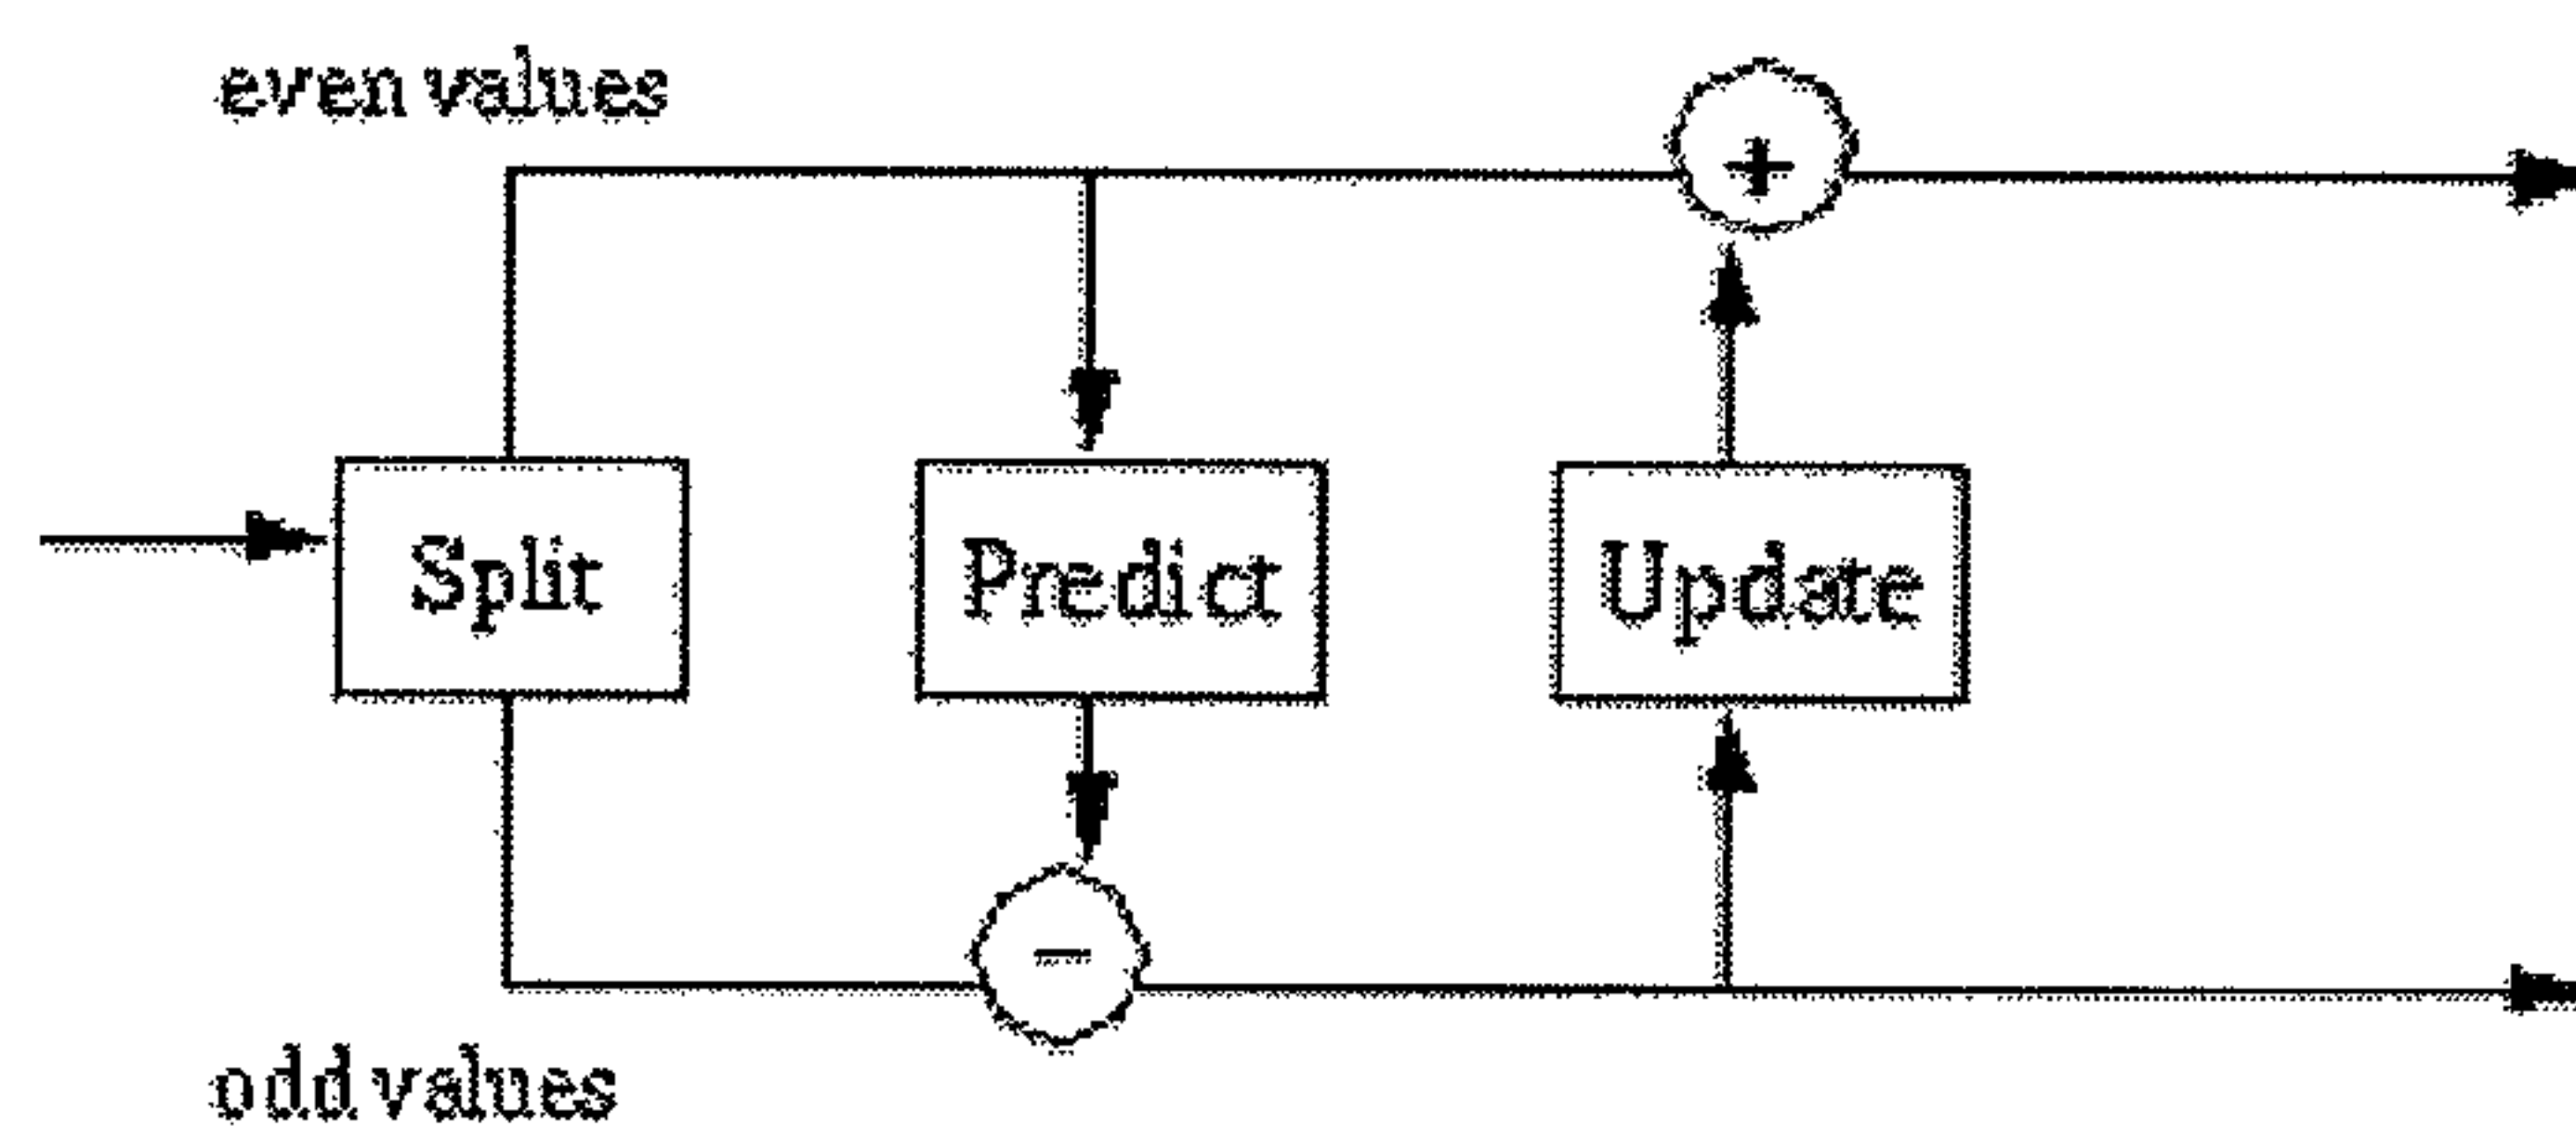 even values
+
Split
Predict
Update
−
odd values